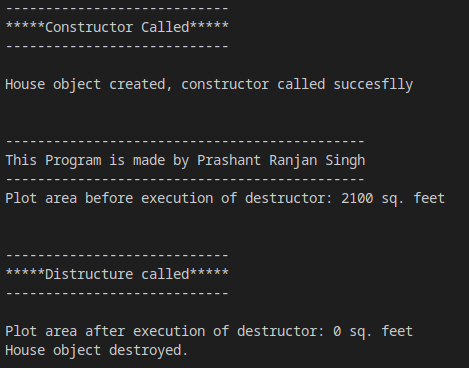 ----------------------------
*****Constructor Called*****
----------------------------
House object created, constructor called succesflly
---------------------------------------------
This Program is made by Prashant Ranjan Singh
---------------------------------------------
Plot area before execution of destructor: 2100 sq. feet
----------------------------
*****Distructure called*****
----------------------------
Plot area after execution of destructor: 0 sq. feet
House object destroyed.